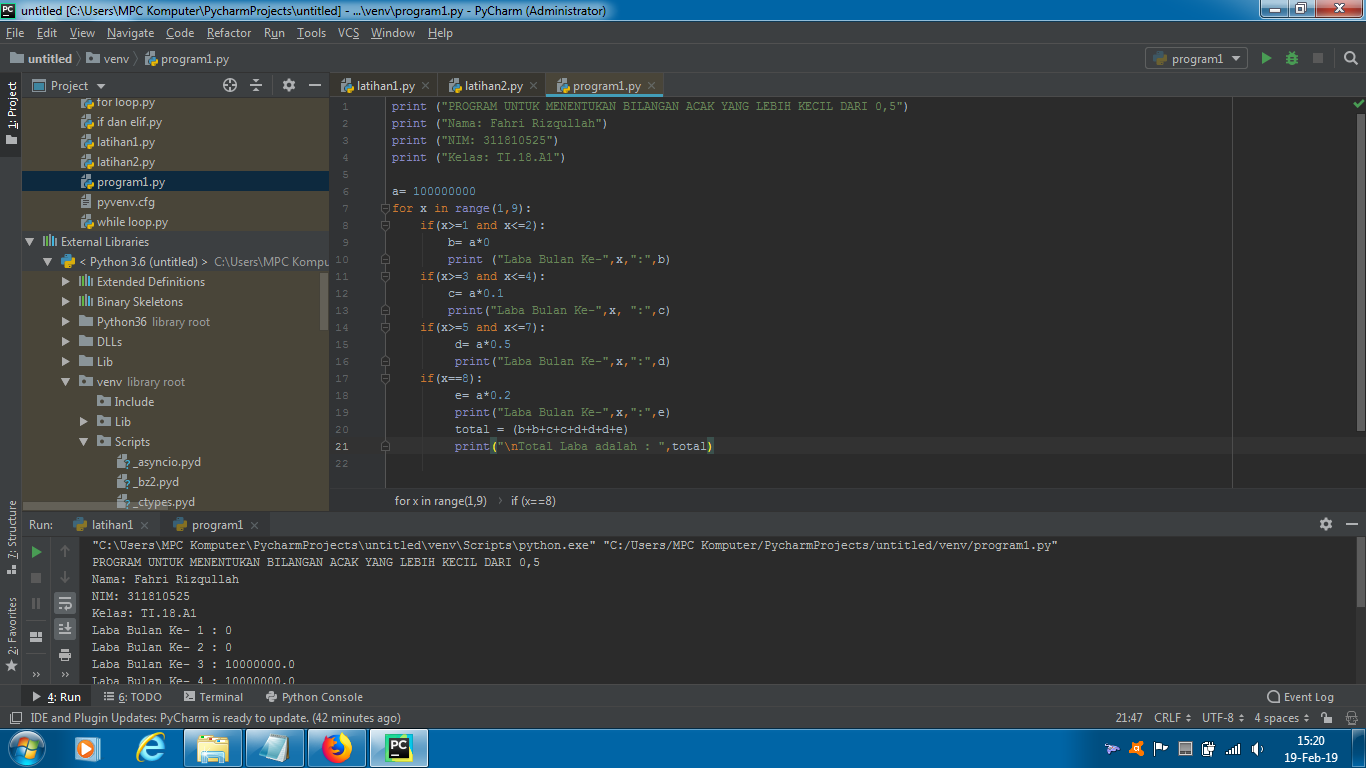 untitled [C:\Users\MPC Komputer\PycharmProjects\untitled] - ...\venv\program1.py - PyCharm (Administrator)
File Edit View Navigate Code Refactor Run Tools VCS Window Help
untitled venv program1.py program1
1: Project
Project
for loop.py
if dan elif.py
latihan1.py
latihan2.py
program1.py
pyvenv.cfg
while loop.py
External Libraries
< Python 3.6 (untitled) > C:\Users\MPC Kompu
Extended Definitions
Binary Skeletons
Python36 library root
DLLs
Lib
venv library root
Include
Lib
Scripts
_asyncio.pyd
_bz2.pyd
_ctypes.pyd
latihan1.py latihan2.py program1.py
1 print ("PROGRAM UNTUK MENENTUKAN BILANGAN ACAK YANG LEBIH KECIL DARI 0,5")
2 print ("Nama: Fahri Rizqullah")
3 print ("NIM: 311810525")
4 print ("Kelas: TI.18.A1")
5
6 a= 100000000
7 for x in range(1,9):
8 if(x>=1 and x<=2):
9 b= a*0
10 print ("Laba Bulan Ke-",x,":",b)
11 if(x>=3 and x<=4):
12 c= a*0.1
13 print("Laba Bulan Ke-",x, ":",c)
14 if(x>=5 and x<=7):
15 d= a*0.5
16 print("Laba Bulan Ke-",x,":",d)
17 if(x==8):
18 e= a*0.2
19 print("Laba Bulan Ke-",x,":",e)
20 total = (b+b+c+c+d+d+d+e)
21 print("\nTotal Laba adalah : ",total)
22
for x in range(1,9) if (x==8)
7: Structure
2: Favorites
Run: latihan1 program1
"C:\Users\MPC Komputer\PycharmProjects\untitled\venv\Scripts\python.exe" "C:/Users/MPC Komputer/PycharmProjects/untitled/venv/program1.py"
PROGRAM UNTUK MENENTUKAN BILANGAN ACAK YANG LEBIH KECIL DARI 0,5
Nama: Fahri Rizqullah
NIM: 311810525
Kelas: TI.18.A1
Laba Bulan Ke- 1 : 0
Laba Bulan Ke- 2 : 0
Laba Bulan Ke- 3 : 10000000.0
Laba Bulan Ke- 4 : 10000000.0
4: Run 6: TODO Terminal Python Console Event Log
IDE and Plugin Updates: PyCharm is ready to update. (42 minutes ago) 21:47 CRLF UTF-8 4 spaces
15:20
19-Feb-19